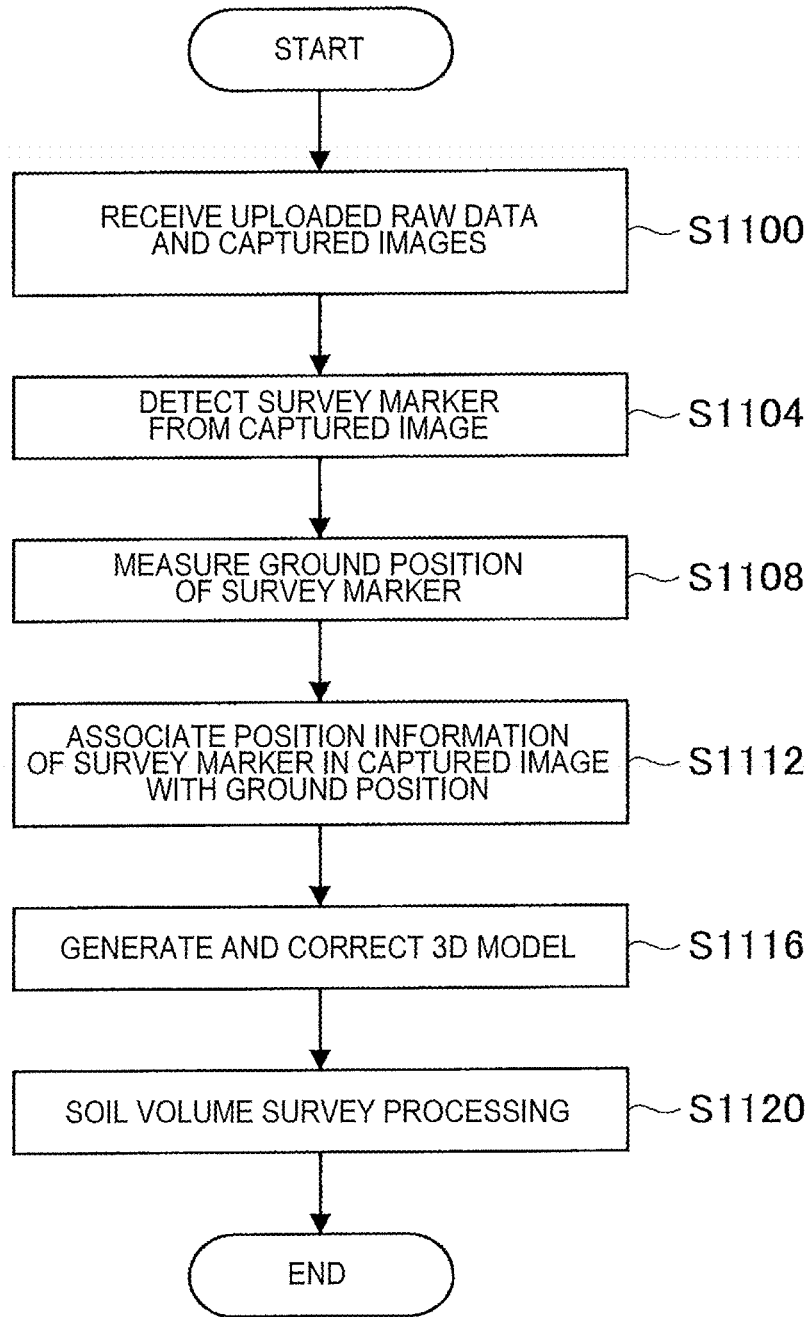 START
RECEIVE UPLOADED RAW DATA
AND CAPTURED IMAGES
S1100
DETECT SURVEY MARKER
FROM CAPTURED IMAGE
S1104
MEASURE GROUND POSITION
OF SURVEY MARKER
S1108
ASSOCIATE POSITION INFORMATION
OF SURVEY MARKER IN CAPTURED IMAGE
WITH GROUND POSITION
S1112
GENERATE AND CORRECT 3D MODEL
S1116
SOIL VOLUME SURVEY PROCESSING
S1120
END